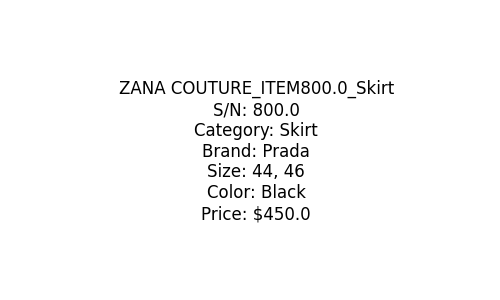 ZANA COUTURE_ITEM800.0_Skirt
S/N: 800.0
Category: Skirt
Brand: Prada
Size: 44, 46
Color: Black
Price: $450.0